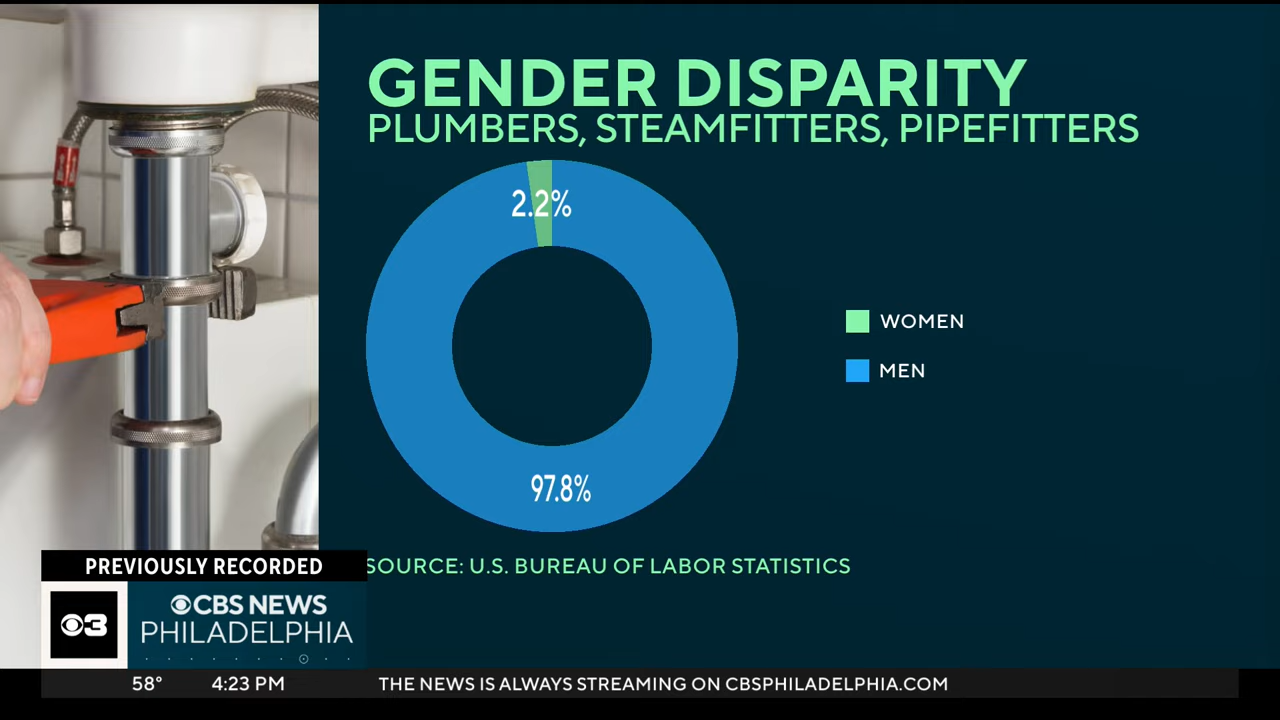 GENDER DISPARITY
PLUMBERS, STEAMFITTERS, PIPEFITTERS
2.2%
WOMEN
MEN
97.8%
SOURCE: U.S. BUREAU OF LABOR STATISTICS
PREVIOUSLY RECORDED
3
CBS NEWS
PHILADELPHIA
58° 4:23 PM THE NEWS IS ALWAYS STREAMING ON CBSPHILADELPHIA.COM